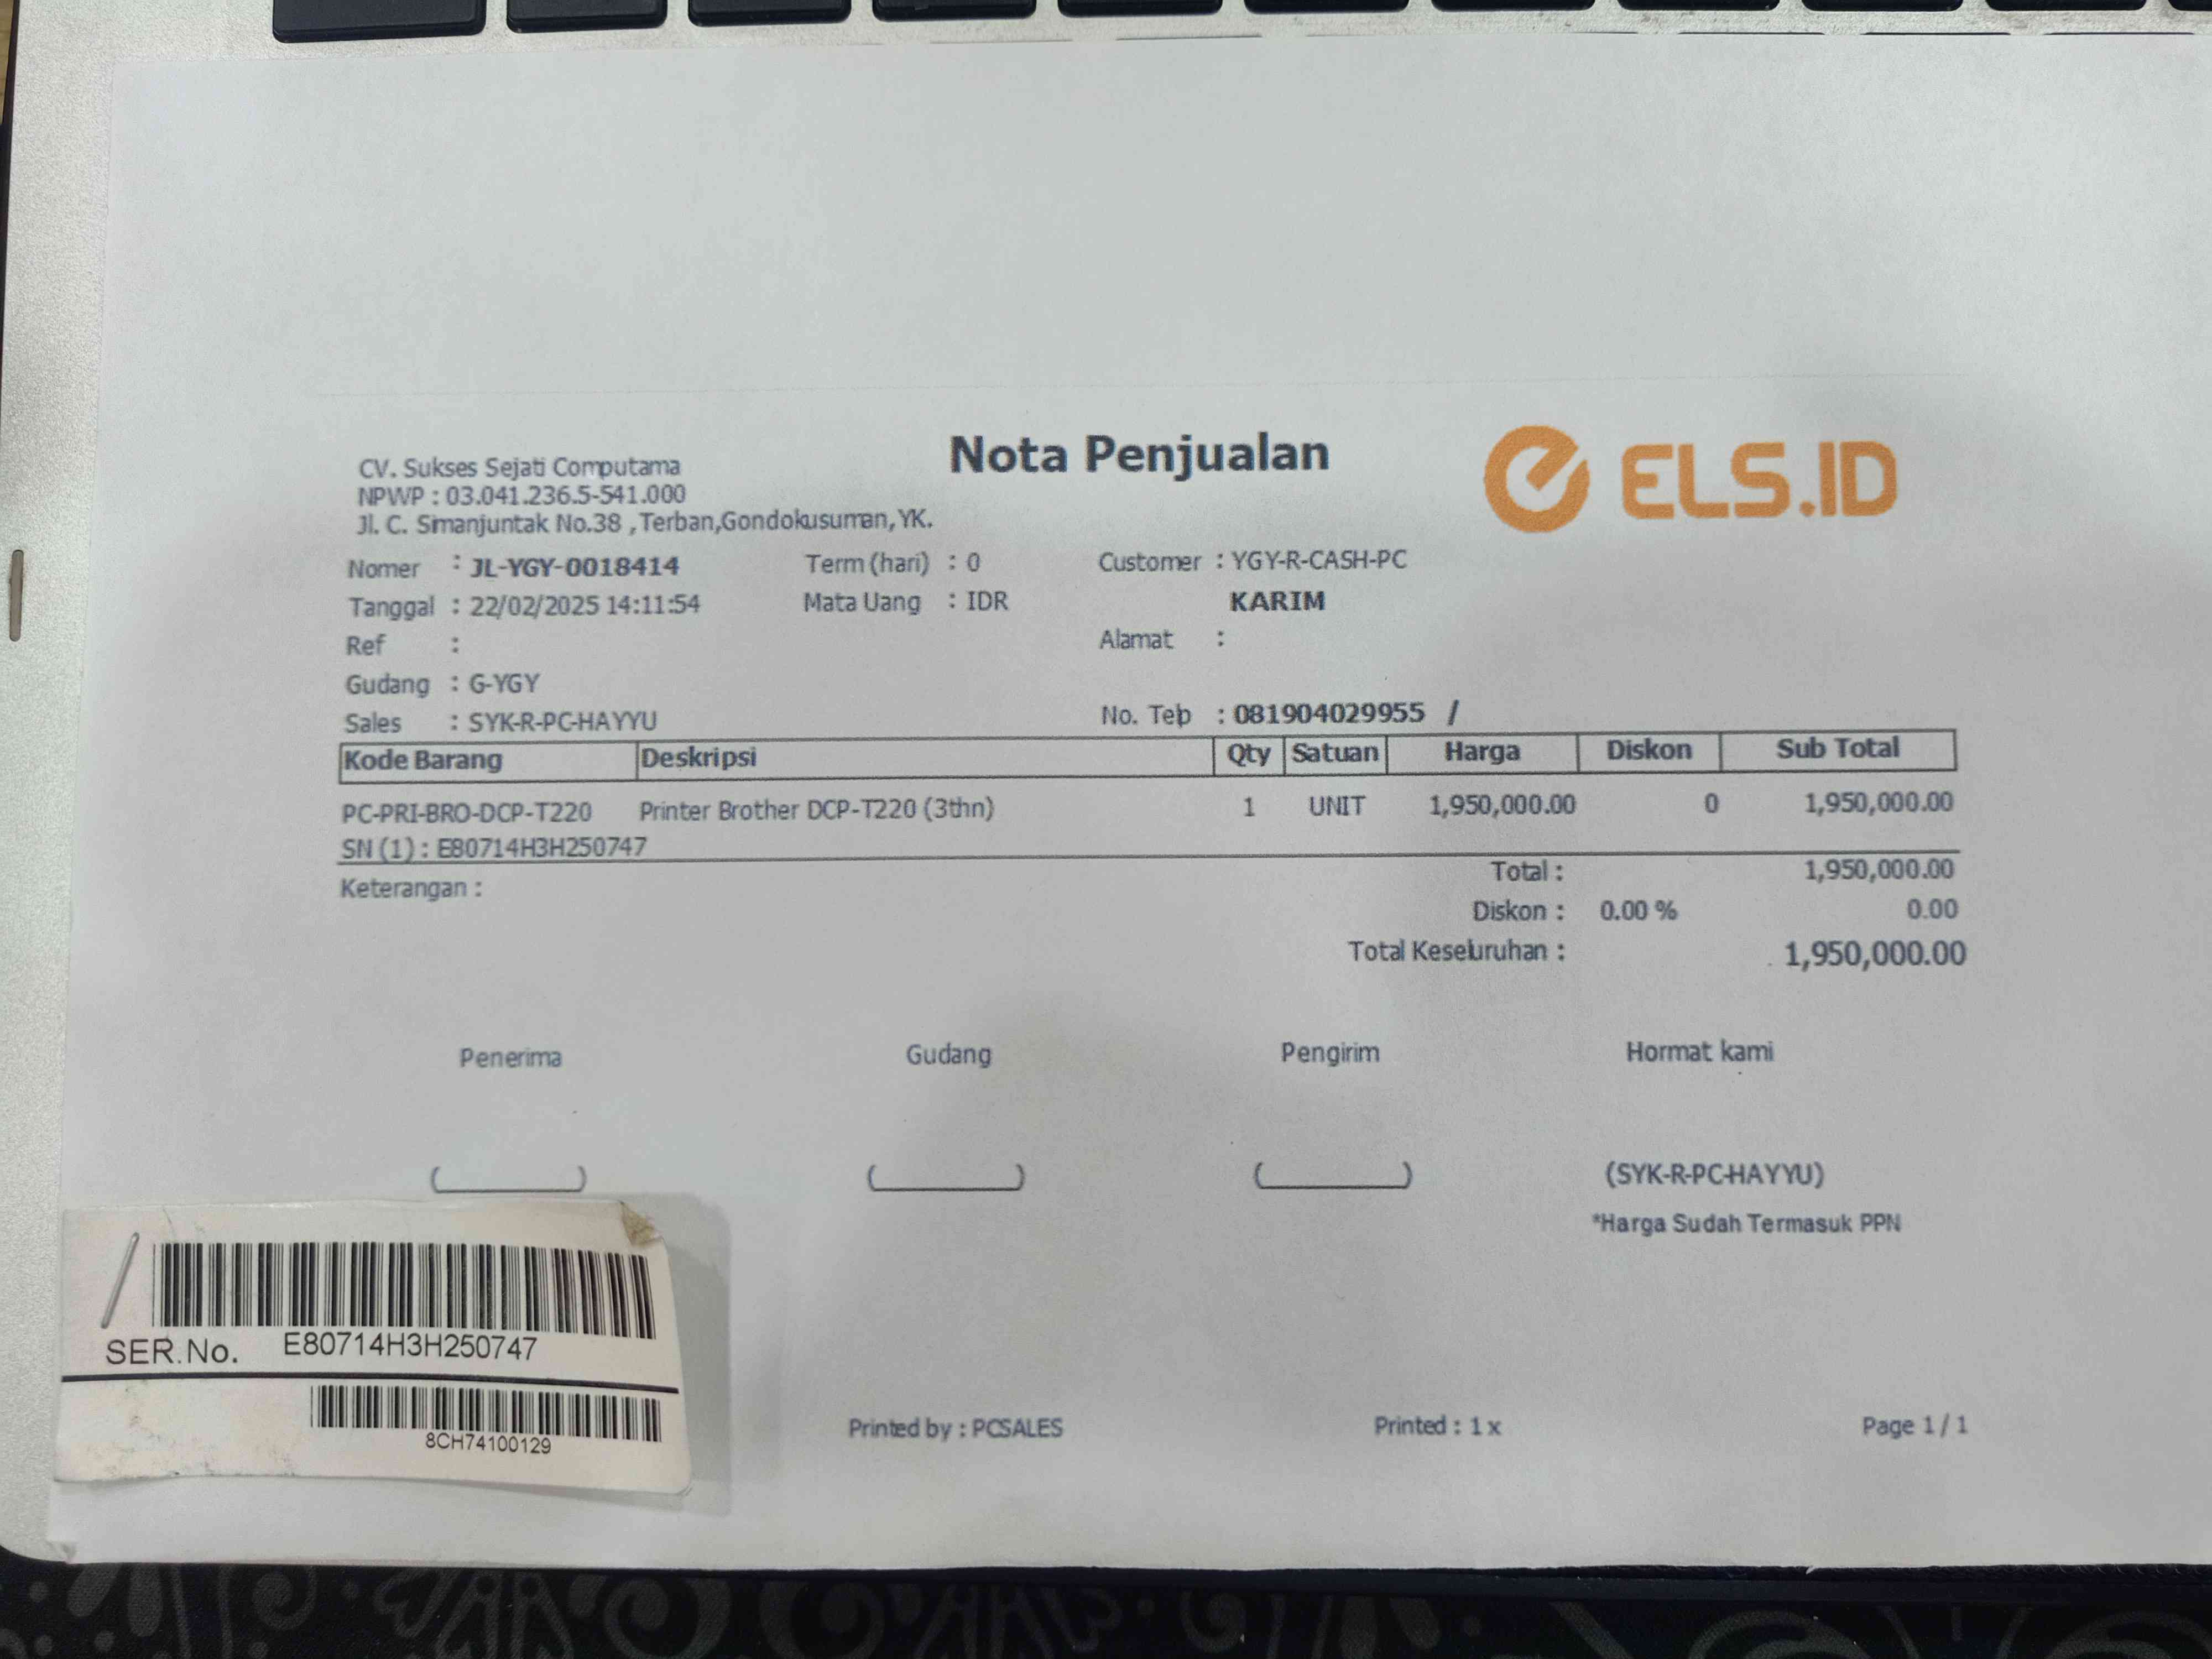 Nota Penjualan
ELS.ID
CV. Sukses Sejati Computama
NPWP : 03.041.236.5-541.000
Jl. C. Simanjuntak No.38 ,Terban,Gondokusuman,YK.
Nomer : JL-YGY-0018414 Term (hari) : 0 Customer : YGY-R-CASH-PC
Tanggal : 22/02/2025 14:11:54 Mata Uang : IDR KARIM
Ref : Alamat :
Gudang : G-YGY
Sales : SYK-R-PC-HAYYU No. Telp : 081904029955 /
Kode Barang Deskripsi Qty Satuan Harga Diskon Sub Total
PC-PRI-BRO-DCP-T220 Printer Brother DCP-T220 (3thn) 1 UNIT 1,950,000.00 0 1,950,000.00
SN (1) : E80714H3H250747
Total : 1,950,000.00
Keterangan :
Diskon : 0.00 % 0.00
Total Keseluruhan : 1,950,000.00
Penerima Gudang Pengirim Hormat kami
(SYK-R-PC-HAYYU)
*Harga Sudah Termasuk PPN
SER.No. E80714H3H250747
8CH74100129
Printed by : PCSALES Printed : 1 x Page 1 / 1